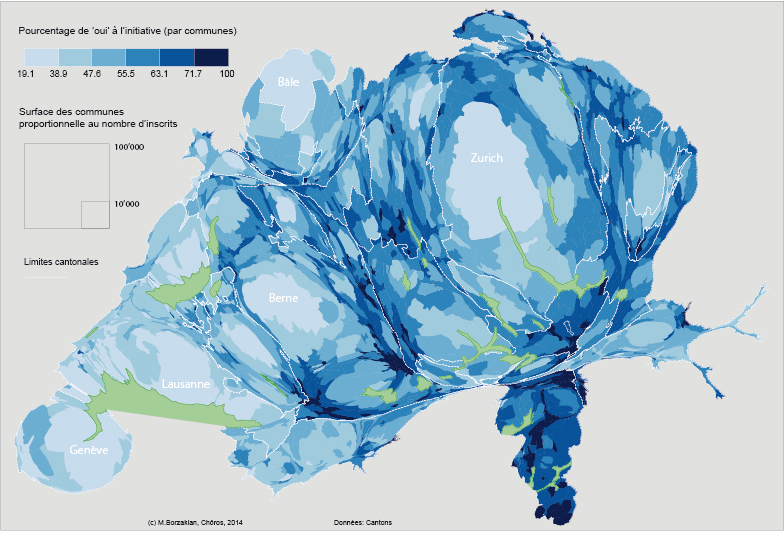 Pourcentage de 'oui' à l'initiative (par communes)
19.1 38.9 47.6 55.5 63.1 71.7 100
Surface des communes
proportionnelle au nombre d'inscrits
100'000
10'000
Limites cantonales
Bâle
Zurich
Berne
Lausanne
Genève
(c) M.Borzakian, Chôros, 2014
Données: Cantons